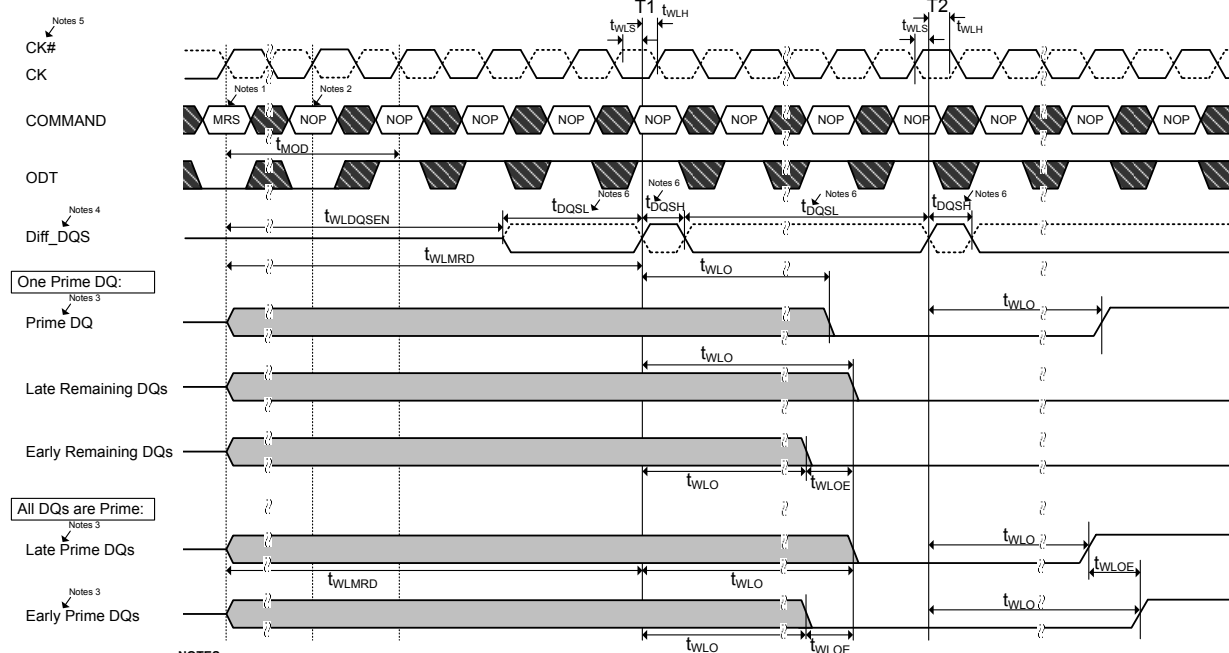 T1 T2
Notes 5 tWLS tWLH tWLS tWLH
CK#
CK
Notes 1 Notes 2
COMMAND MRS NOP NOP NOP NOP NOP NOP NOP NOP NOP NOP NOP
tMOD
ODT
Notes 6 Notes 6 Notes 6 Notes 6
Notes 4 tWLDQSEN tDQSL tDQSH tDQSL tDQSH
Diff_DQS
tWLMRD tWLO
One Prime DQ:
Notes 3 tWLO
Prime DQ
tWLO
Late Remaining DQs
Early Remaining DQs
tWLO tWLOE
All DQs are Prime:
Notes 3 tWLO
Late Prime DQs
tWLMRD tWLO tWLOE
Notes 3 tWLO
Early Prime DQs
tWLO tWLOE
NOTES